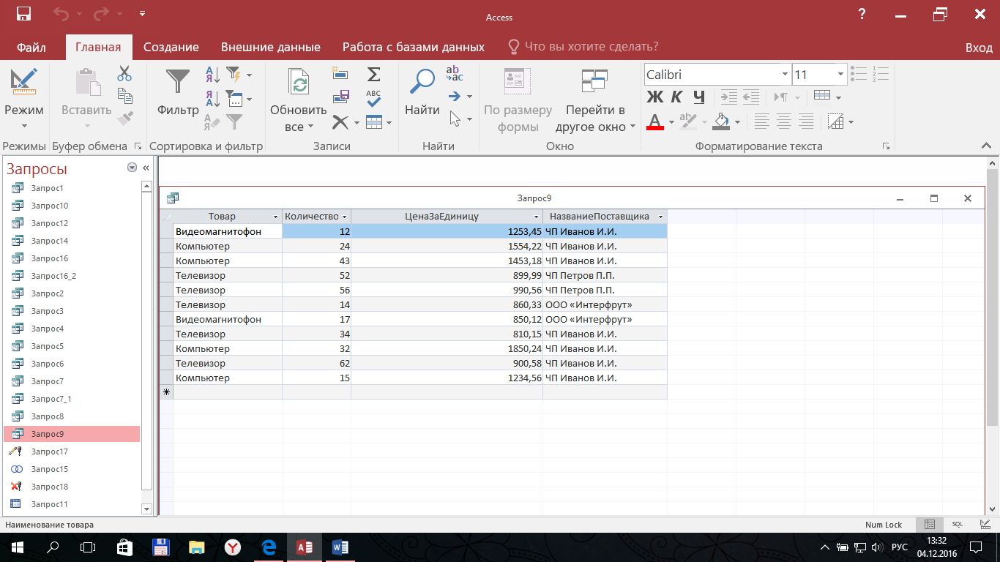 Access
?
Файл Главная Создание Внешние данные Работа с базами данных Что вы хотите сделать? Вход
Режим Вставить Фильтр Обновить все Найти По размеру формы Перейти в другое окно
А Я
Я А
Σ
ABC
ab ac
Calibri 11
Ж К Ч
A ab
Режимы Буфер обмена Сортировка и фильтр Записи Найти Окно Форматирование текста
Запросы «
Запрос1
Запрос10
Запрос12
Запрос14
Запрос16
Запрос16_2
Запрос2
Запрос3
Запрос4
Запрос5
Запрос6
Запрос7
Запрос7_1
Запрос8
Запрос9
Запрос17
Запрос15
Запрос18
Запрос11
Запрос9
Товар Количество ЦенаЗаЕдиницу НазваниеПоставщика
Видеомагнитофон 12 1253,45 ЧП Иванов И.И.
Компьютер 24 1554,22 ЧП Иванов И.И.
Компьютер 43 1453,18 ЧП Иванов И.И.
Телевизор 52 899,99 ЧП Петров П.П.
Телевизор 56 990,56 ЧП Петров П.П.
Телевизор 14 860,33 ООО «Интерфрут»
Видеомагнитофон 17 850,12 ООО «Интерфрут»
Телевизор 34 810,15 ЧП Иванов И.И.
Компьютер 32 1850,24 ЧП Иванов И.И.
Телевизор 62 900,58 ЧП Иванов И.И.
Компьютер 15 1234,56 ЧП Иванов И.И.
Наименование товара Num Lock SQL
РУС 13:32
04.12.2016